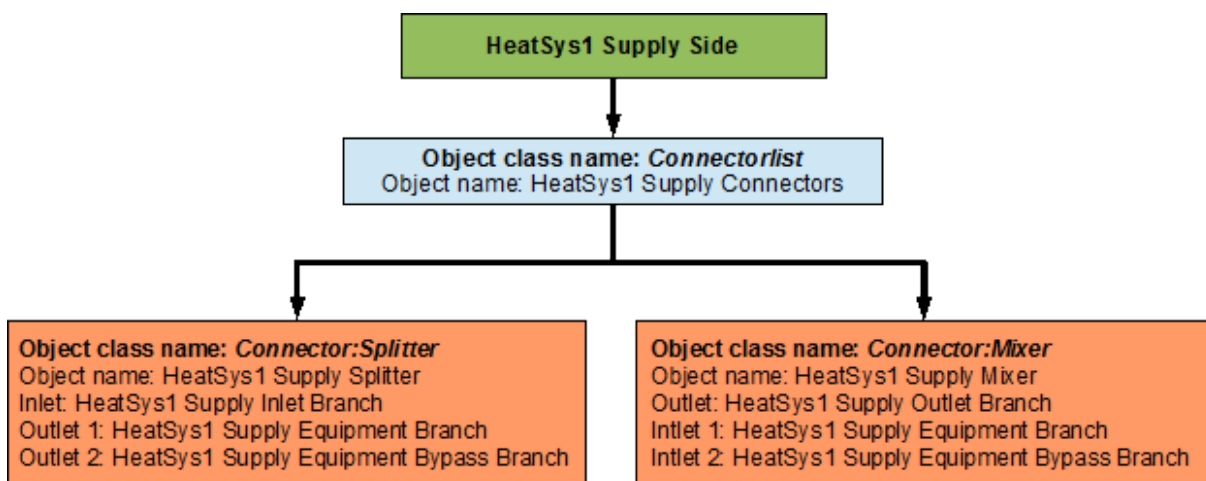 HeatSys1 Supply Side
Object class name: Connectorlist
Object name: HeatSys1 Supply Connectors
Object class name: Connector:Splitter
Object name: HeatSys1 Supply Splitter
Inlet: HeatSys1 Supply Inlet Branch
Outlet 1: HeatSys1 Supply Equipment Branch
Outlet 2: HeatSys1 Supply Equipment Bypass Branch
Object class name: Connector:Mixer
Object name: HeatSys1 Supply Mixer
Outlet: HeatSys1 Supply Outlet Branch
Intlet 1: HeatSys1 Supply Equipment Branch
Intlet 2: HeatSys1 Supply Equipment Bypass Branch